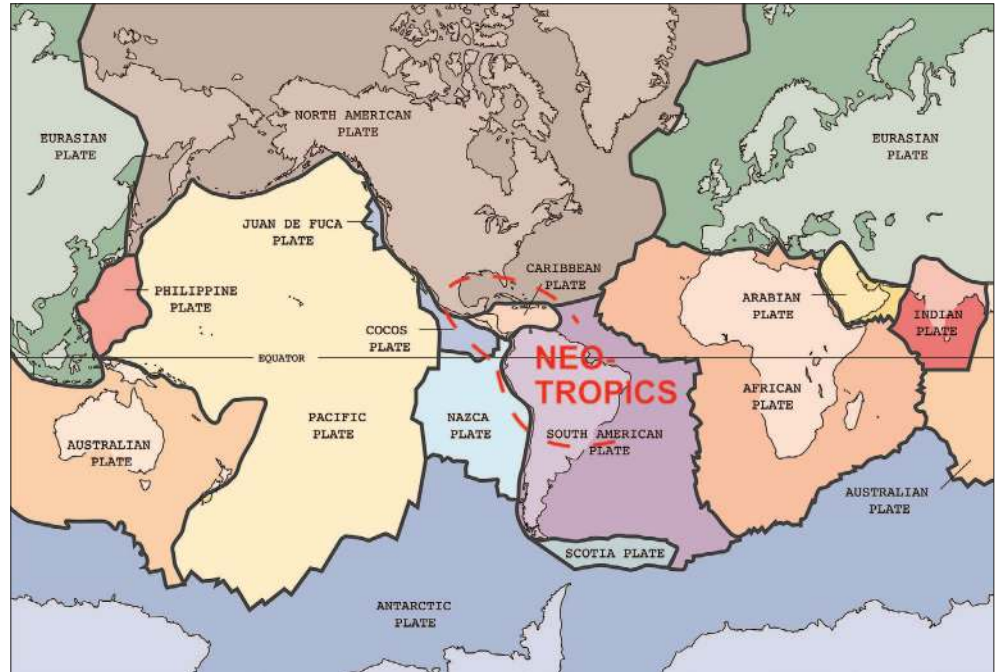 NORTH AMERICAN
PLATE
EURASIAN
PLATE
EURASIAN
PLATE
JUAN DE FUCA
PLATE
CARIBBEAN
PLATE
PHILIPPINE
PLATE
ARABIAN
PLATE
INDIAN
PLATE
COCOS
PLATE
EQUATOR
NEO-
TROPICS
AFRICAN
PLATE
PACIFIC
PLATE
NAZCA
PLATE
SOUTH AMERICAN
PLATE
AUSTRALIAN
PLATE
AUSTRALIAN
PLATE
SCOTIA PLATE
ANTARCTIC
PLATE